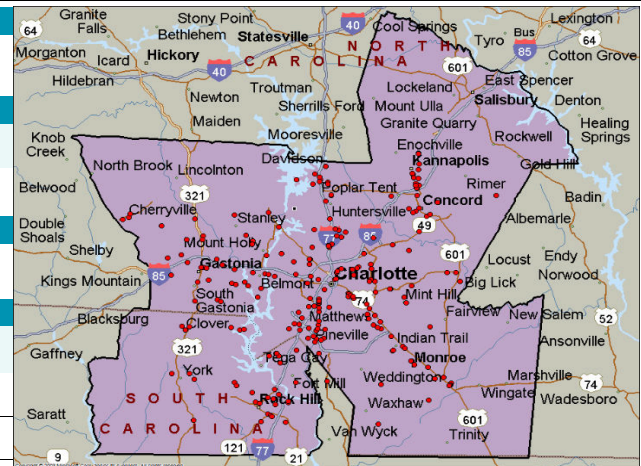 Granite
Falls
Stony Point
Cool Springs
Lexington
64
Bethlehem
Statesville
40
Tyro
Bus
64
NORTH
85
Morganton
Icard
Hickory
CAROLINA
Cotton Grove
40
601
Hildebran
Troutman
Lockeland
East Spencer
Newton
Sherrills Ford
Mount Ulla
Salisbury
Denton
Maiden
Granite Quarry
Healing
Springs
Mooresville
Rockwell
Knob
Creek
Enochville
Davidson
Kannapolis
Gold Hill
North Brook
Lincolnton
Poplar Tent
Rimer
Belwood
321
Concord
Badin
Cherryville
Stanley
Huntersville
Albemarle
Double
Shoals
49
77
85
Mount Holly
601
Shelby
Locust
Endy
Gastonia
Charlotte
Norwood
85
Kings Mountain
Belmont
Big Lick
South
Gastonia
74
Mint Hill
Fairview
New Salem
52
Blacksburg
Matthews
Clover
Pineville
Indian Trail
Ansonville
321
Gaffney
Tega Cay
Monroe
York
Weddington
Marshville
Fort Mill
74
Wingate
Wadesboro
SOUTH
Rock Hill
Waxhaw
Saratt
601
CAROLINA
Van Wyck
Trinity
9
121
77
21